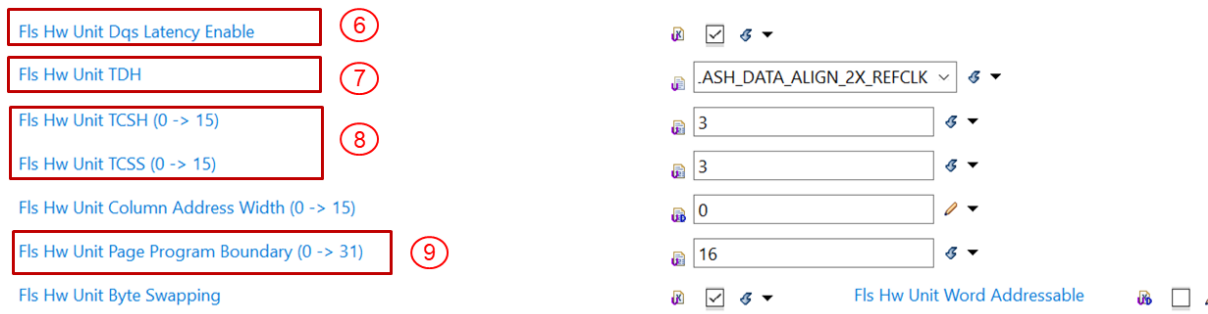 Fls Hw Unit Dqs Latency Enable 6
Fls Hw Unit TDH 7 .ASH_DATA_ALIGN_2X_REFCLK
Fls Hw Unit TCSH (0 -> 15) 3
8
Fls Hw Unit TCSS (0 -> 15) 3
Fls Hw Unit Column Address Width (0 -> 15) 0
Fls Hw Unit Page Program Boundary (0 -> 31) 9 16
Fls Hw Unit Byte Swapping Fls Hw Unit Word Addressable